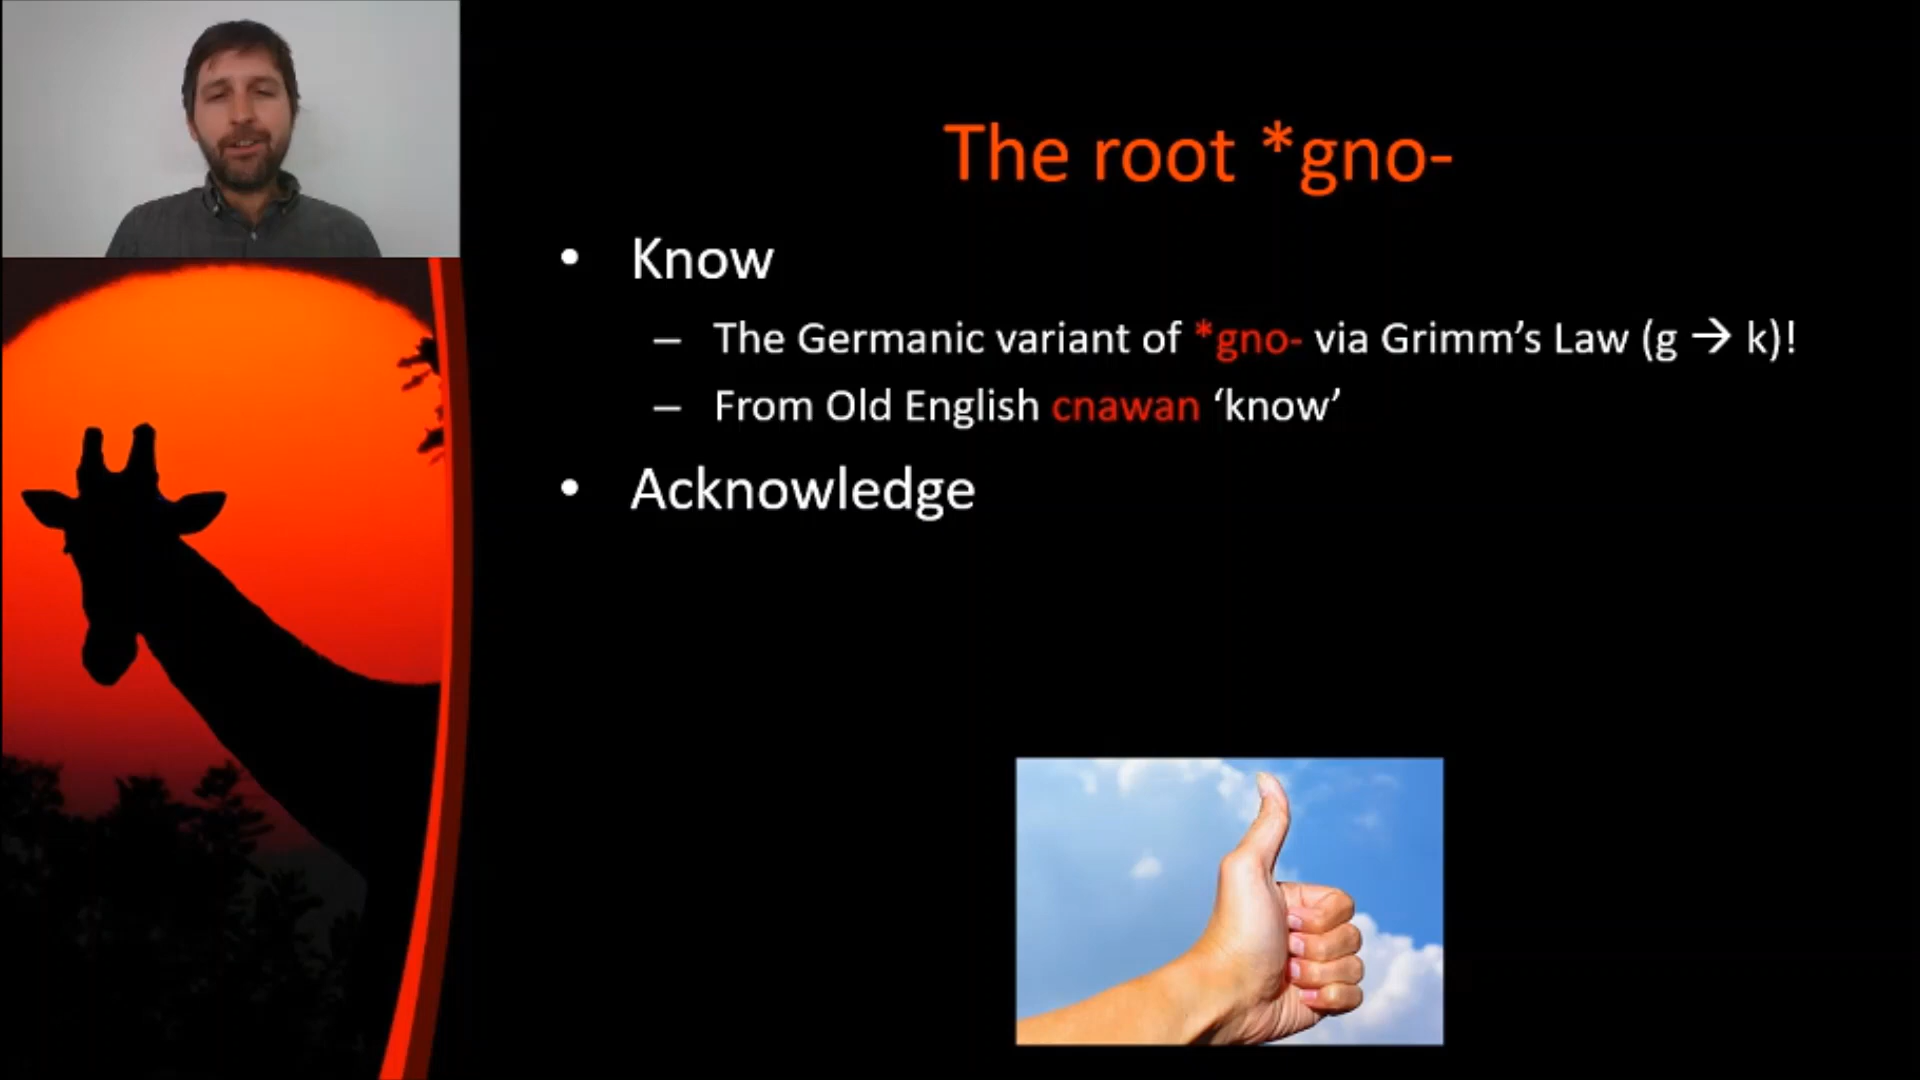 The root *gno-
• Know
– The Germanic variant of *gno- via Grimm’s Law (g → k)!
– From Old English cnawan ‘know’
• Acknowledge